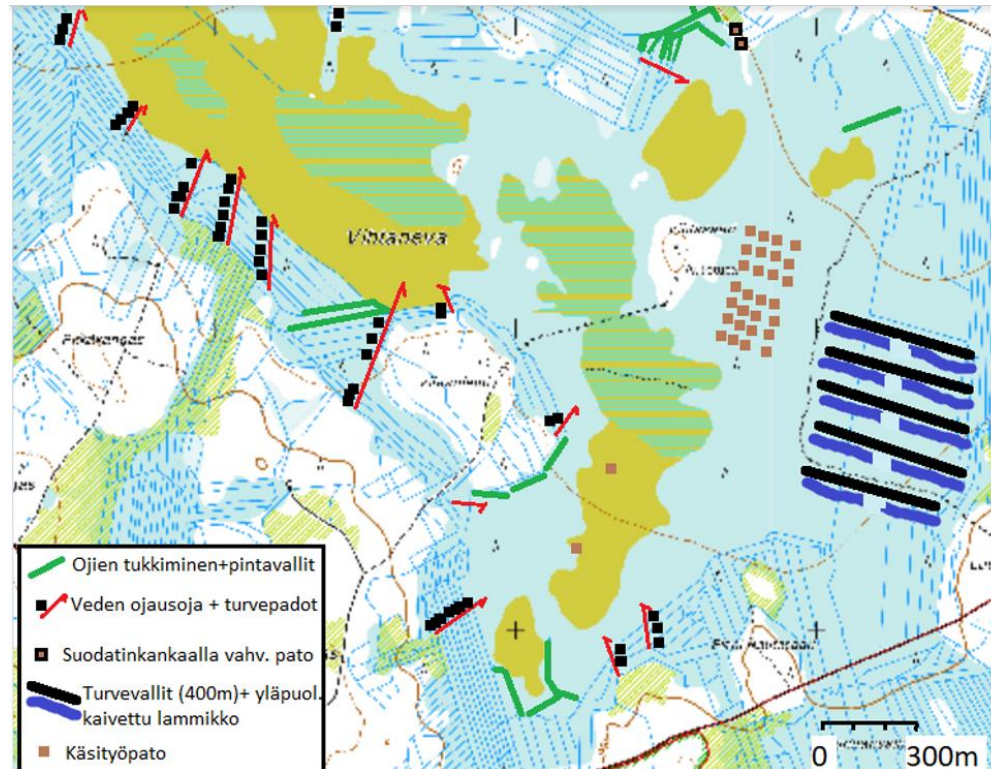 Vihtaneva
Ojien tukkiminen+pintavallit
Veden ojausoja + turvepadot
Suodatinkankaalla vahv. pato
Turvevallit (400m)+ yläpuol.
kaivettu lammikko
Käsityöpato
0
300m